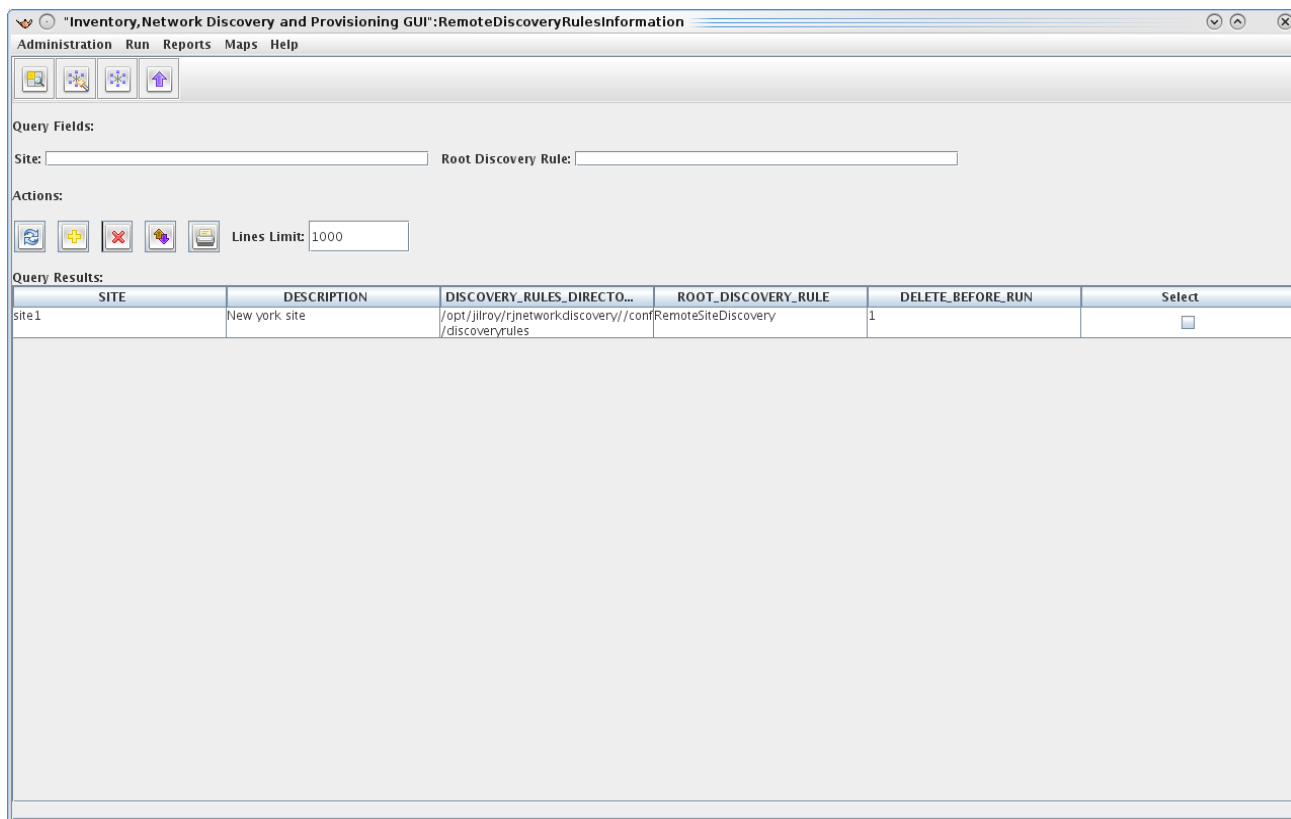 "Inventory,Network Discovery and Provisioning GUI":RemoteDiscoveryRulesInformation
Administration Run Reports Maps Help
Query Fields:
Site: Root Discovery Rule:
Actions:
Lines Limit: 1000
Query Results:
SITE DESCRIPTION DISCOVERY_RULES_DIRECTO... ROOT_DISCOVERY_RULE DELETE_BEFORE_RUN Select
site1 New york site /opt/jilroy/rjnetworkdiscovery//conf RemoteSiteDiscovery 1
/discoveryrules